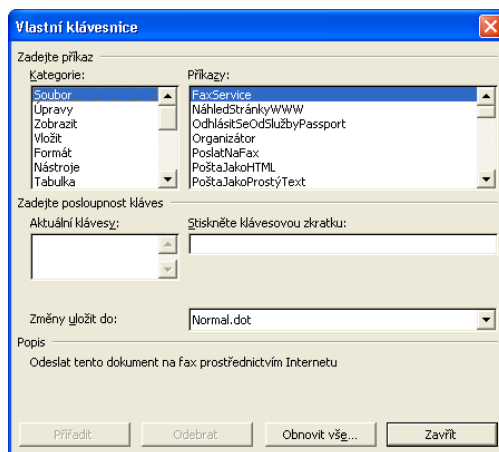 Vlastní klávesnice
Zadejte příkaz
Kategorie:
Soubor
Úpravy
Zobrazit
Vložit
Formát
Nástroje
Tabulka
Příkazy:
FaxService
NáhledStránkyWWW
OdhlásitSeOdSlužbyPassport
Organizátor
PoslatNaFax
PoštaJakoHTML
PoštaJakoProstýText
Zadejte posloupnost kláves
Aktuální klávesy:
Stiskněte klávesovou zkratku:
Změny uložit do:
Normal.dot
Popis
Odeslat tento dokument na fax prostřednictvím Internetu
Přiřadit
Odebrat
Obnovit vše...
Zavřít